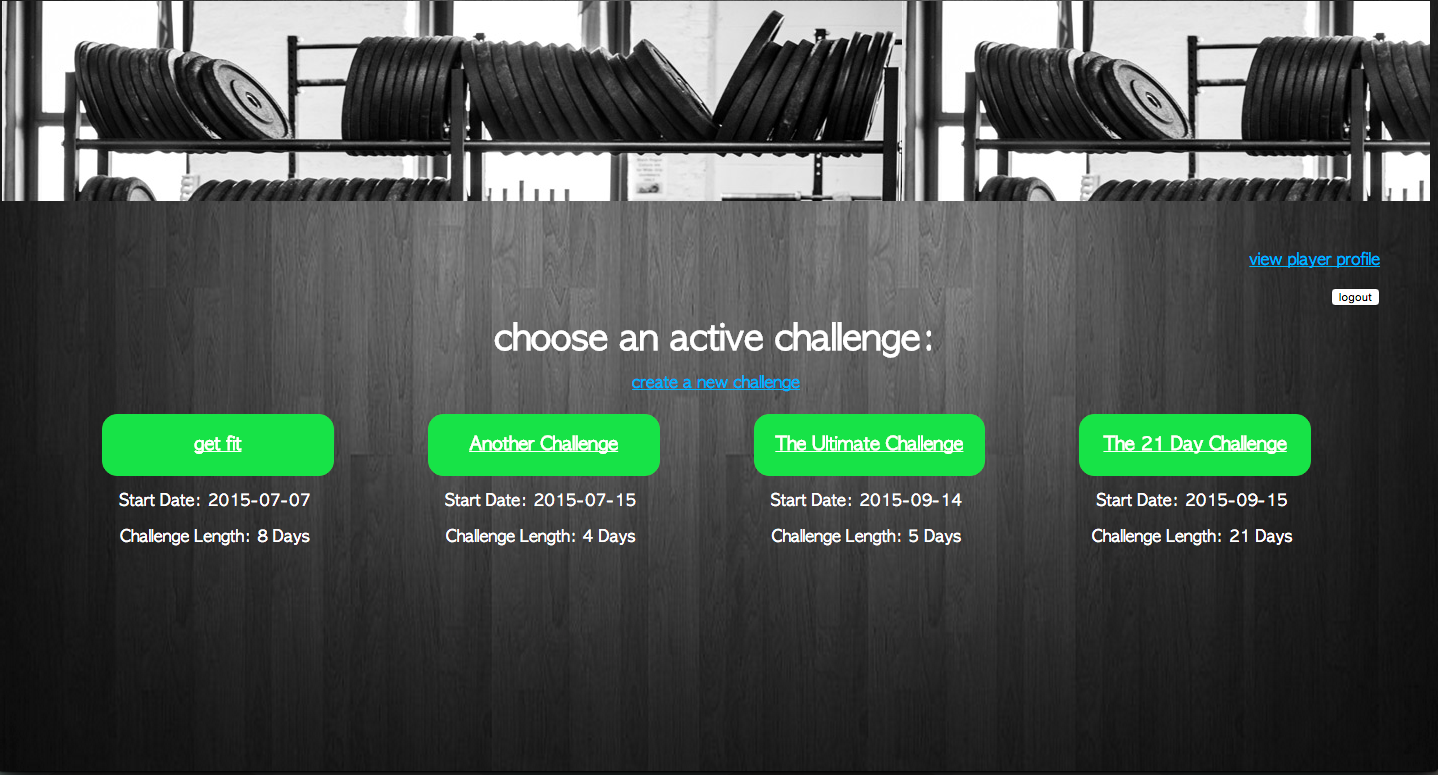 view player profile
logout
choose an active challenge:
create a new challenge
get fit
Another Challenge
The Ultimate Challenge
The 21 Day Challenge
Start Date: 2015-07-07
Start Date: 2015-07-15
Start Date: 2015-09-14
Start Date: 2015-09-15
Challenge Length: 8 Days
Challenge Length: 4 Days
Challenge Length: 5 Days
Challenge Length: 21 Days